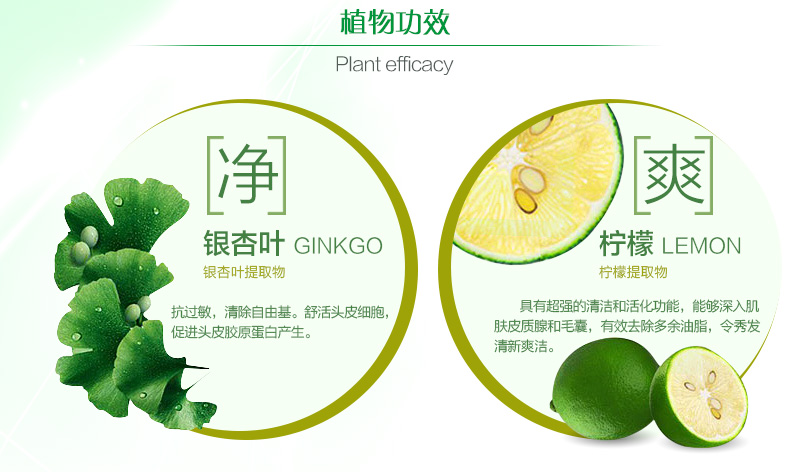 植物功效
Plant efficacy
[净]
银杏叶 GINKGO
银杏叶提取物
抗过敏，清除自由基。舒活头皮细胞，
促进头皮胶原蛋白产生。
[爽]
柠檬 LEMON
柠檬提取物
具有超强的清洁和活化功能，能够深入肌
肤皮质腺和毛囊，有效去除多余油脂，令秀发
清新爽洁。